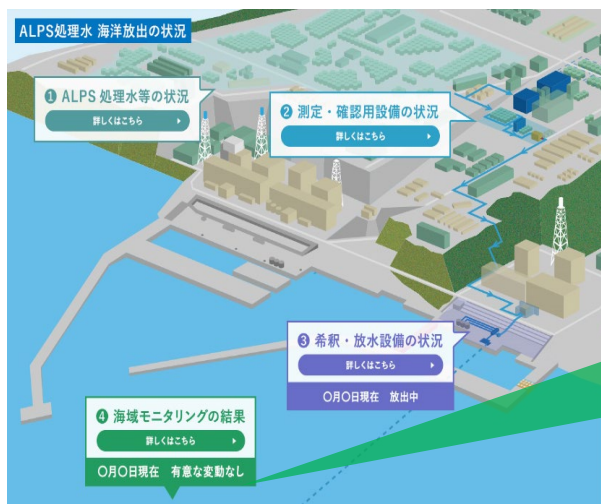 ALPS処理水 海洋放出の状況
❶ ALPS 処理水等の状況
詳しくはこちら
❷ 測定・確認用設備の状況
詳しくはこちら
❸ 希釈・放水設備の状況
詳しくはこちら
〇月〇日現在 放出中
❹ 海域モニタリングの結果
詳しくはこちら
〇月〇日現在 有意な変動なし